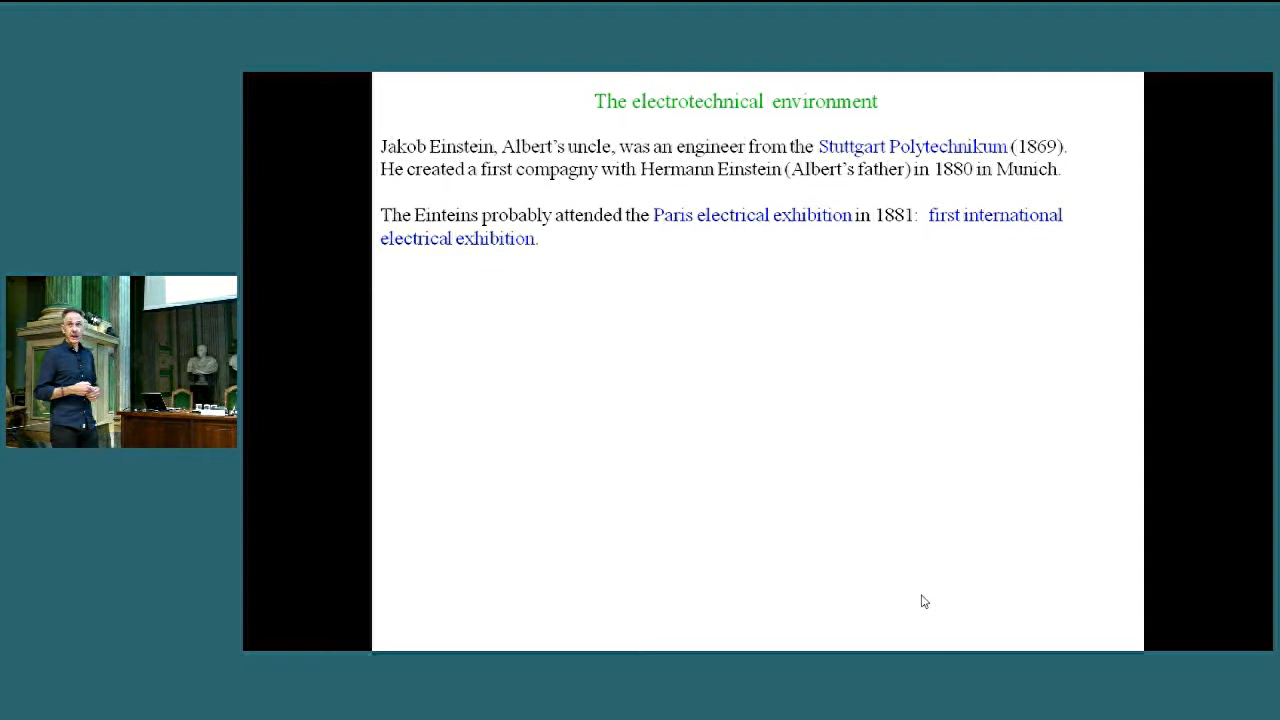 The electrotechnical environment
Jakob Einstein, Albert's uncle, was an engineer from the Stuttgart Polytechnikum (1869).
He created a first compagny with Hermann Einstein (Albert's father) in 1880 in Munich.
The Einteins probably attended the Paris electrical exhibition in 1881: first international
electrical exhibition.